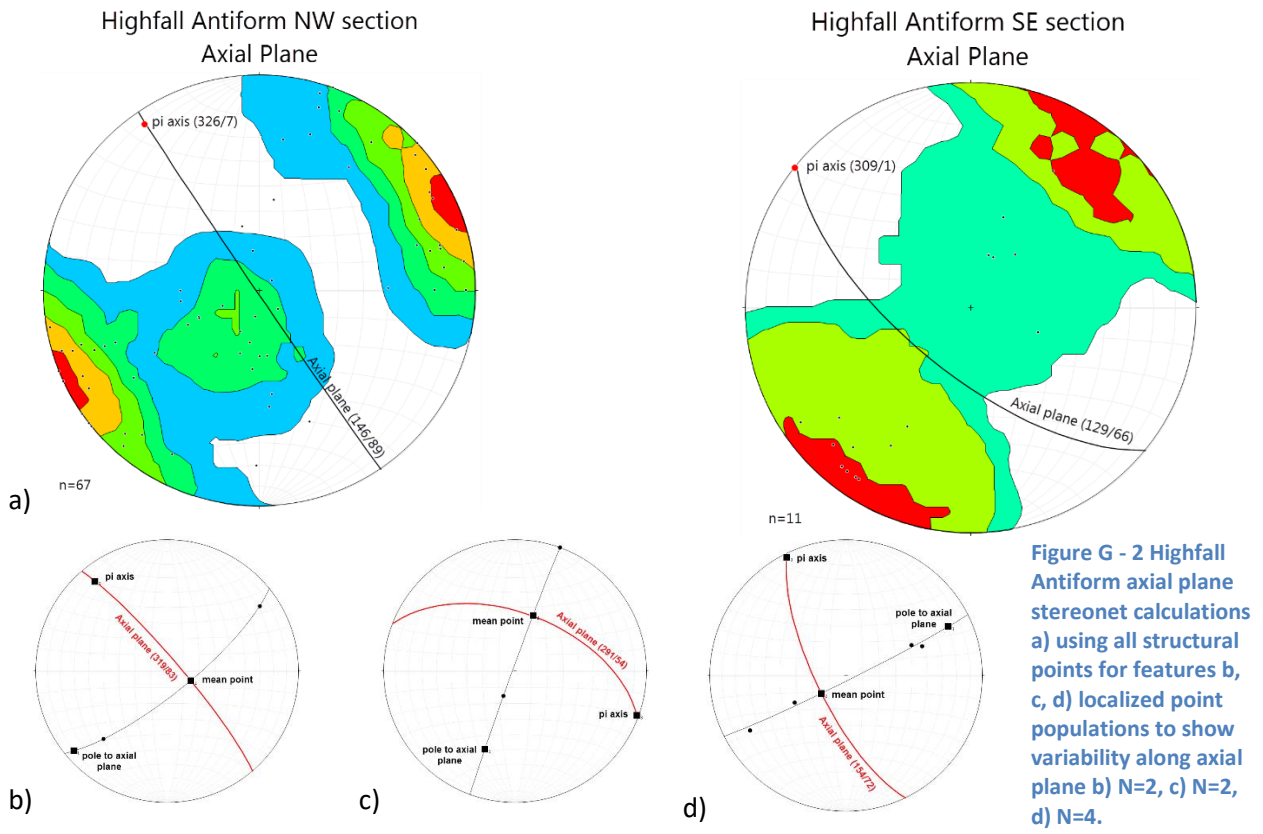 Highfall Antiform NW section
Axial Plane
pi axis (326/7)
Axial plane (146/89)
n=67
a)
Highfall Antiform SE section
Axial Plane
pi axis (309/1)
Axial plane (129/66)
n=11
pi axis
Axial plane (319/83)
mean point
pole to axial
plane
b)
mean point
Axial plane (291/54)
pi axis
pole to axial
plane
c)
pi axis
pole to axial
plane
mean point
Axial plane (154/72)
d)
Figure G - 2 Highfall
Antiform axial plane
stereonet calculations
a) using all structural
points for features b,
c, d) localized point
populations to show
variability along axial
plane b) N=2, c) N=2,
d) N=4.